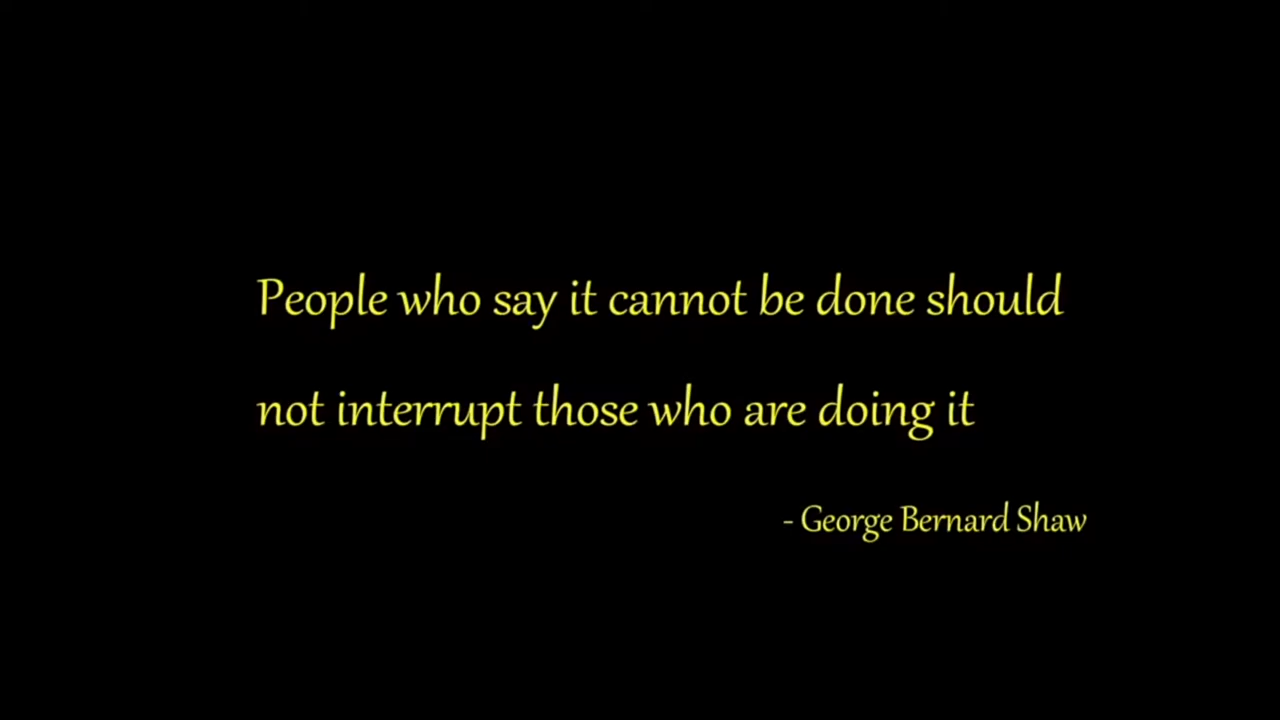 People who say it cannot be done should
not interrupt those who are doing it
- George Bernard Shaw